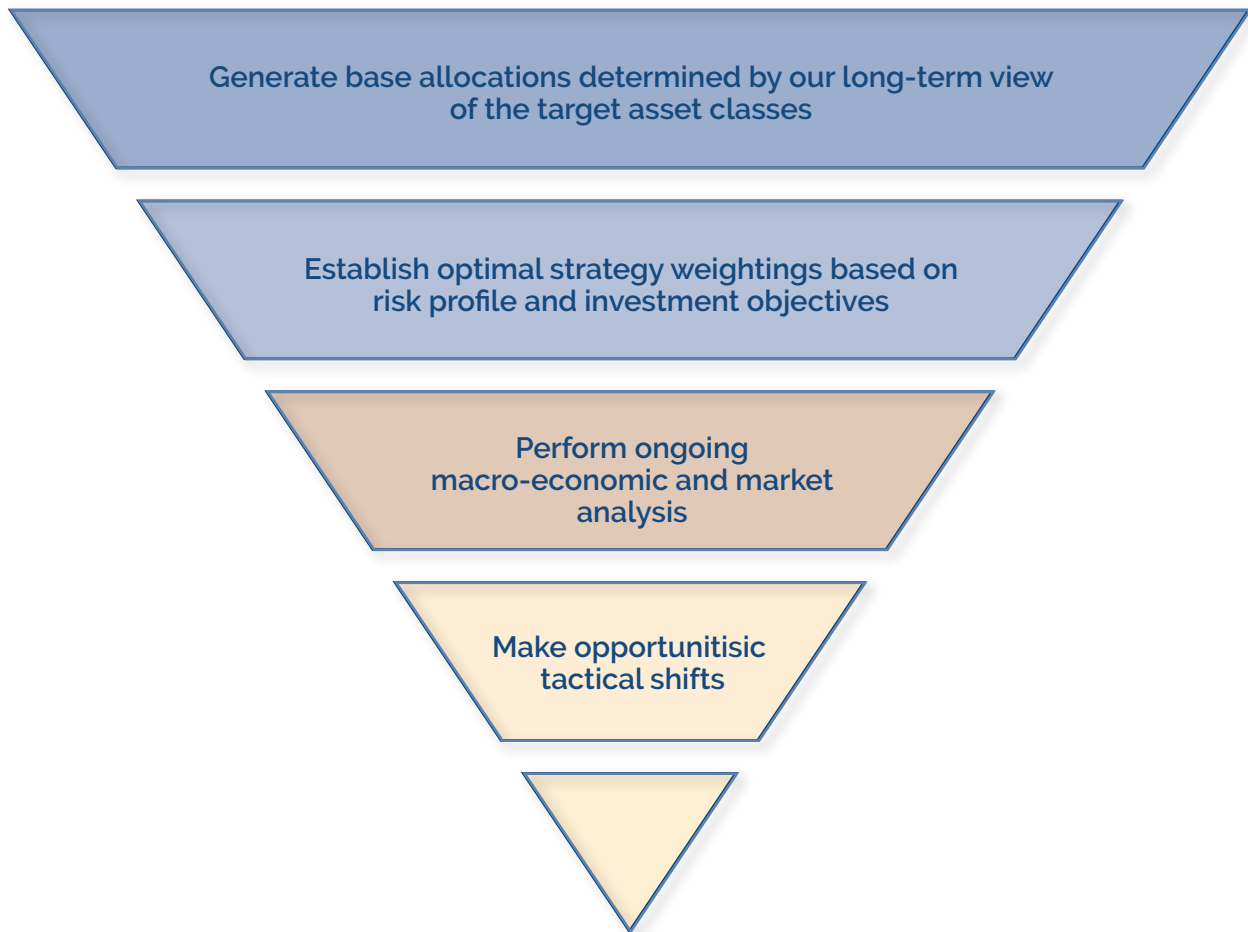 Generate base allocations determined by our long-term view
of the target asset classes
Establish optimal strategy weightings based on
risk profile and investment objectives
Perform ongoing
macro-economic and market
analysis
Make opportunitisic
tactical shifts